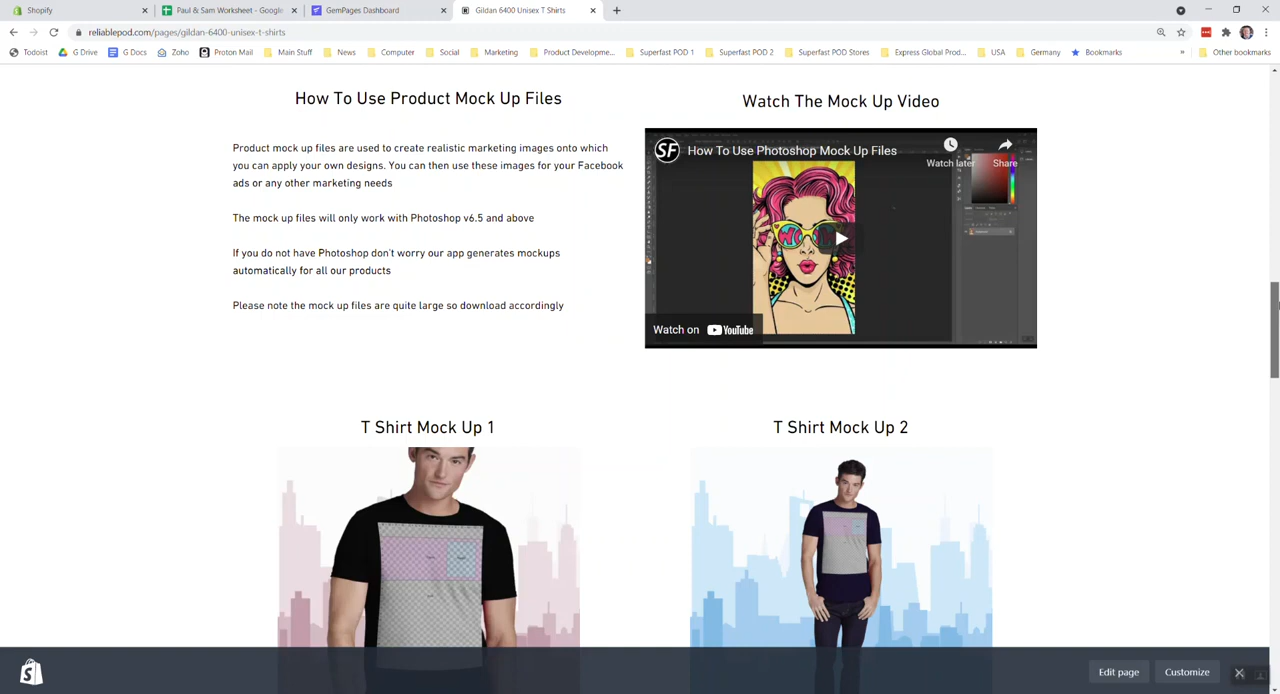 Shopify
Paul & Sam Worksheet - Google
GemPages Dashboard
Gildan 6400 Unisex T Shirts
reliablepod.com/pages/gildan-6400-unisex-t-shirts
Todoist
G Drive
G Docs
Zoho
Proton Mail
Main Stuff
News
Computer
Social
Marketing
Product Developme...
Superfast POD 1
Superfast POD 2
Superfast POD Stores
Express Global Prod...
USA
Germany
Bookmarks
»
Other bookmarks
How To Use Product Mock Up Files
Product mock up files are used to create realistic marketing images onto which
you can apply your own designs. You can then use these images for your Facebook
ads or any other marketing needs
The mock up files will only work with Photoshop v6.5 and above
If you do not have Photoshop don't worry our app generates mockups
automatically for all our products
Please note the mock up files are quite large so download accordingly
Watch The Mock Up Video
SF
How To Use Photoshop Mock Up Files
Watch later
Share
Watch on YouTube
T Shirt Mock Up 1
T Shirt Mock Up 2
Edit page
Customize